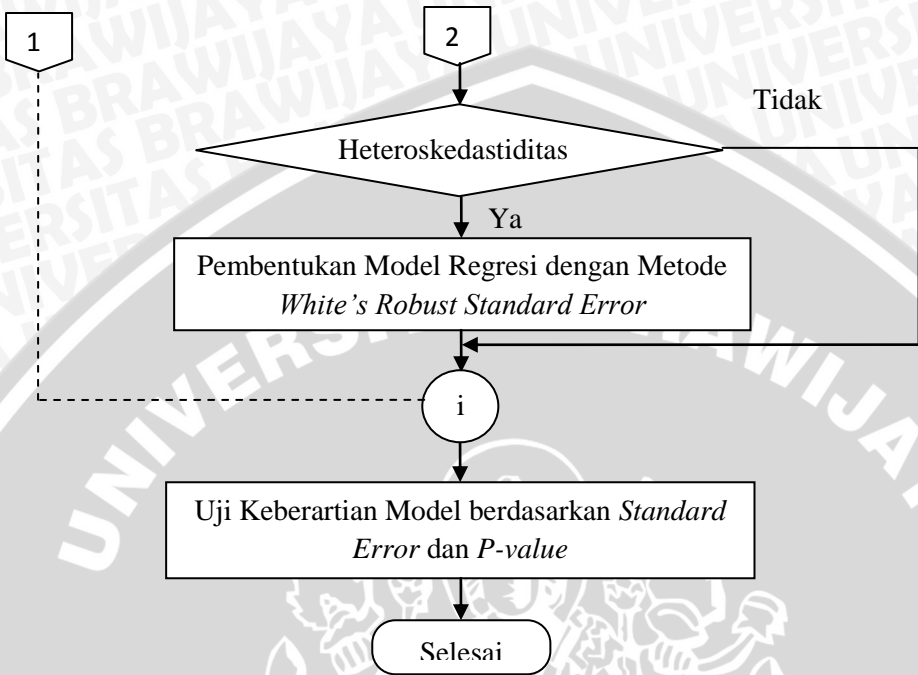 1
2
Tidak
Heteroskedastiditas
Ya
Pembentukan Model Regresi dengan Metode
White’s Robust Standard Error
i
Uji Keberartian Model berdasarkan Standard
Error dan P-value
Selesai